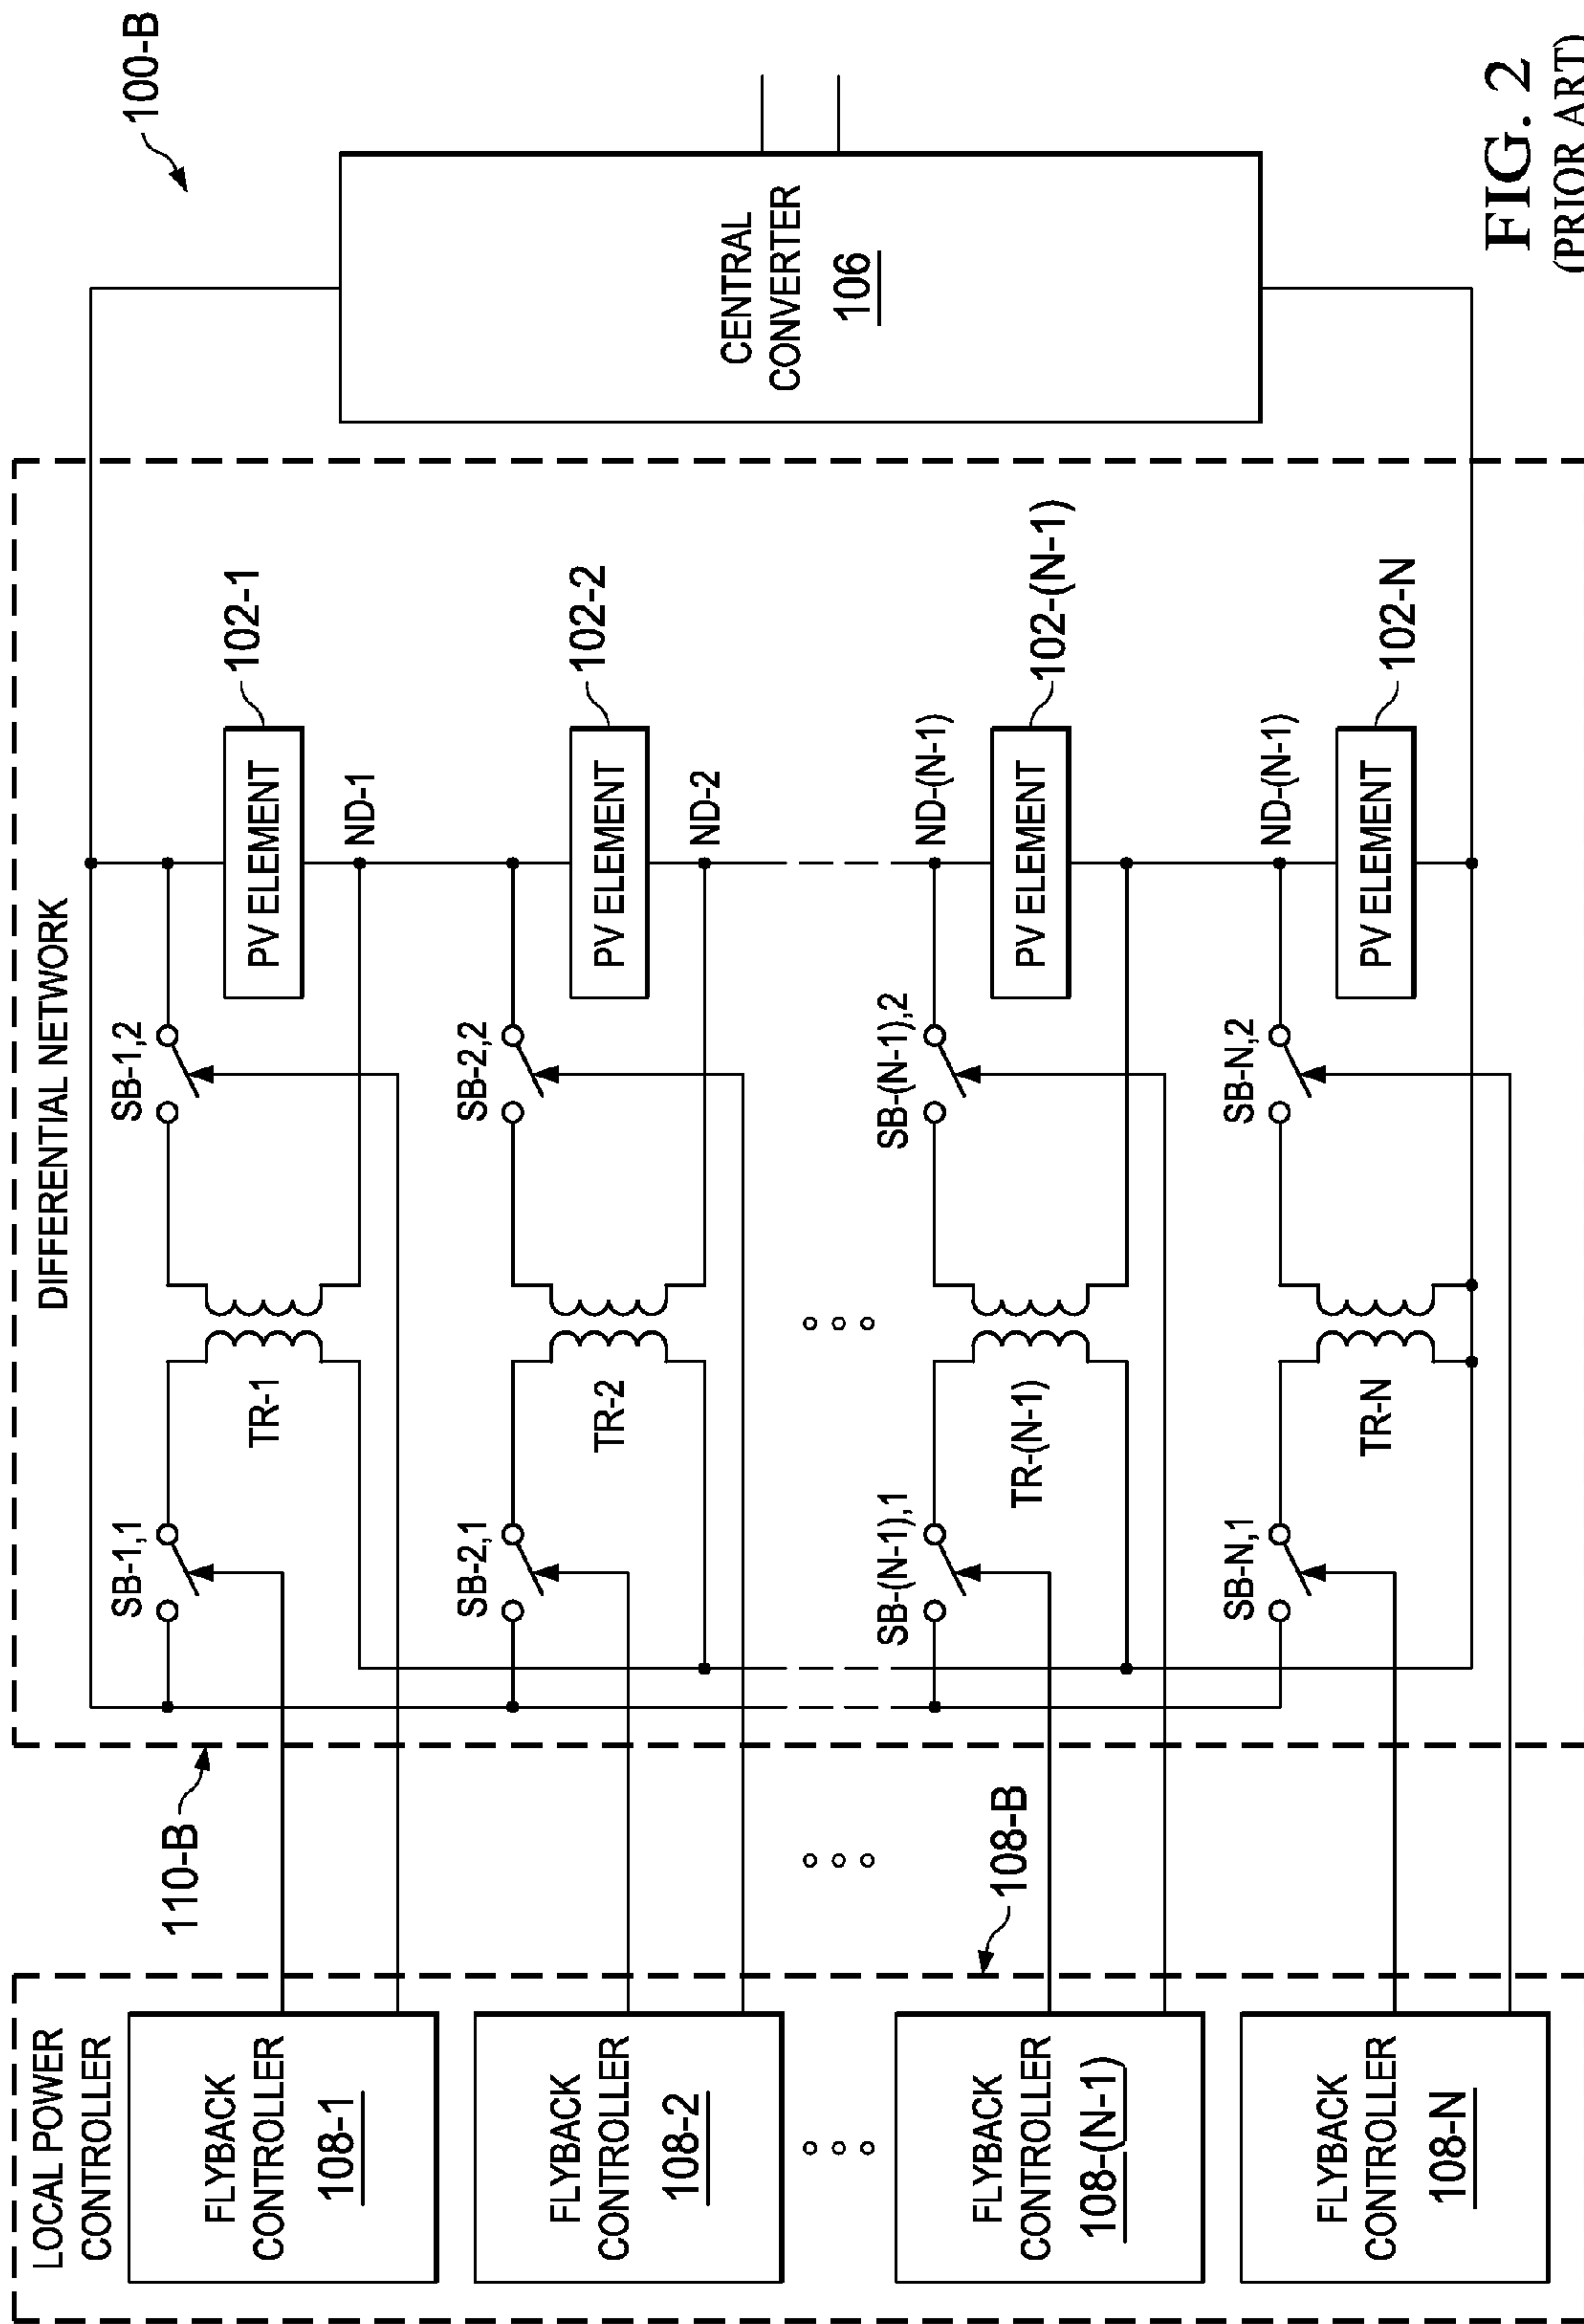 LOCAL POWER
CONTROLLER
FLYBACK
CONTROLLER
108-1
FLYBACK
CONTROLLER
108-2
FLYBACK
CONTROLLER
108-(N-1)
FLYBACK
CONTROLLER
108-N
110-B
108-B
DIFFERENTIAL NETWORK
SB-1,1
TR-1
SB-1,2
PV ELEMENT
102-1
ND-1
SB-2,1
TR-2
SB-2,2
PV ELEMENT
102-2
ND-2
SB-(N-1),1
TR-(N-1)
SB-(N-1),2
ND-(N-1)
PV ELEMENT
102-(N-1)
SB-N,1
TR-N
SB-N,2
ND-(N-1)
PV ELEMENT
102-N
CENTRAL
CONVERTER
106
100-B
FIG. 2
(PRIOR ART)